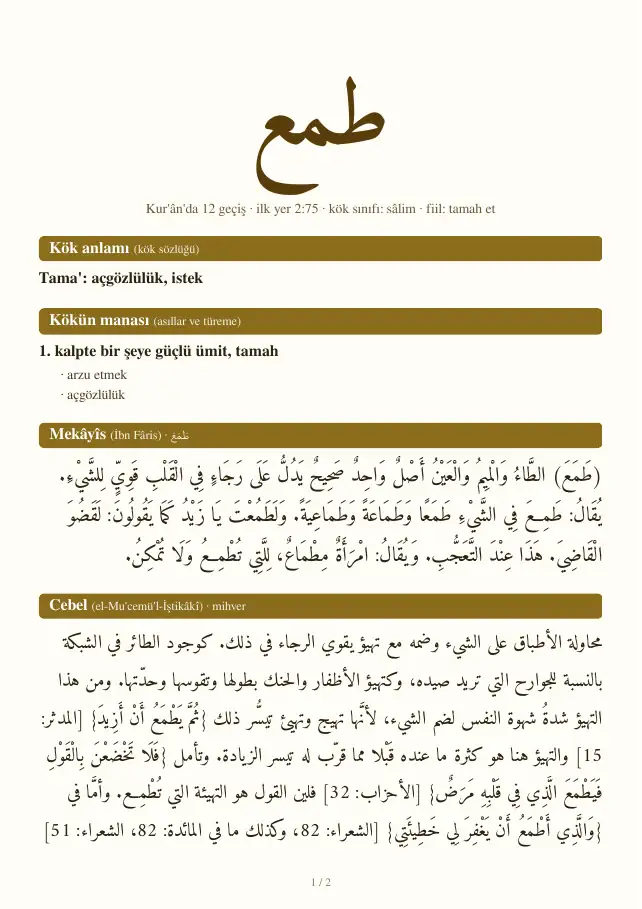 طمع
Kur'ân'da 12 geçiş · ilk yer 2:75 · kök sınıfı: sâlim · fiil: tamah et
Kök anlamı (kök sözlüğü)
Tama': açgözlülük, istek
Kökün manası (asıllar ve türeme)
1. kalpte bir şeye güçlü ümit, tamah
· arzu etmek
· açgözlülük
Mekâyîs (İbn Fâris) · طَمَعَ
(طَمَعَ) الطَّاءُ وَالْمِيمُ وَالْعَيْنُ أَصْلٌ وَاحِدٌ صَحِيحٌ يَدُلُّ عَلَى رَجَاءٍ فِي الْقَلْبِ قَوِيٍّ لِلشَّيْءِ.
يُقَالُ: طَمِعَ فِي الشَّيْءِ طَمَعًا وَطَمَاعَةً وَطَمَاعِيَةً. وَلَطَمُعْتَ يَا زَيْدُ كَمَا يَقُولُونَ: لَقَضُوَ
الْقَاضِيَ. هَذَا عِنْدَ التَّعَجُّبِ. وَيُقَالُ: امْرَأَةٌ مِطْمَاعٌ، لِلَّتِي تُطْمِعُ وَلَا تُمْكِنُ.
Cebel (el-Mu'cemü'l-İştikâkî) · mihver
محاولة الأطباق على الشيء وضمه مع تهيؤ يقوي الرجاء في ذلك. كوجود الطائر في الشبكة
بالنسبة للجوارح التي تريد صيده، وكتهيؤ الأظفار والحنك بطولها وتقوسها وحدّتها. ومن هذا
التهيؤ شدةُ شهوة النفس لضم الشيء، لأنَّها تهيج وتهيئ تيسُّر ذلك {ثُمَّ يَطْمَعُ أَنْ أَزِيدَ} [المدثر:
15] والتهيؤ هنا هو كثرة ما عنده قَبْلا مما قرّب له تيسر الزيادة. وتأمل {فَلَا تَخْضَعْنَ بِالْقَوْلِ
فَيَطْمَعَ الَّذِي فِي قَلْبِهِ مَرَضٌ} [الأحزاب: 32] فلين القول هو التهيئة التي تُطْمِع. وأمَّا في
{وَالَّذِي أَطْمَعُ أَنْ يَغْفِرَ لِي خَطِيئَتِي} [الشعراء: 82، وكذلك ما في المائدة: 82، الشعراء: 51]
1 / 2